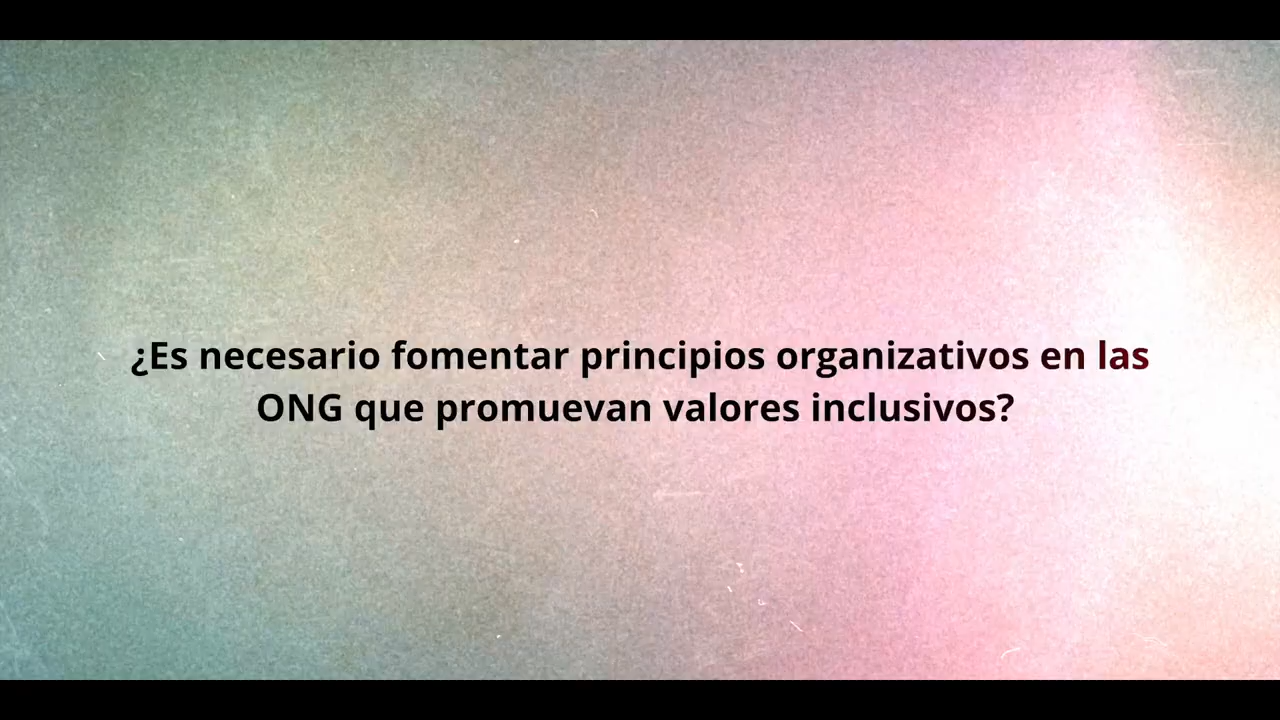 ¿Es necesario fomentar principios organizativos en las
ONG que promuevan valores inclusivos?